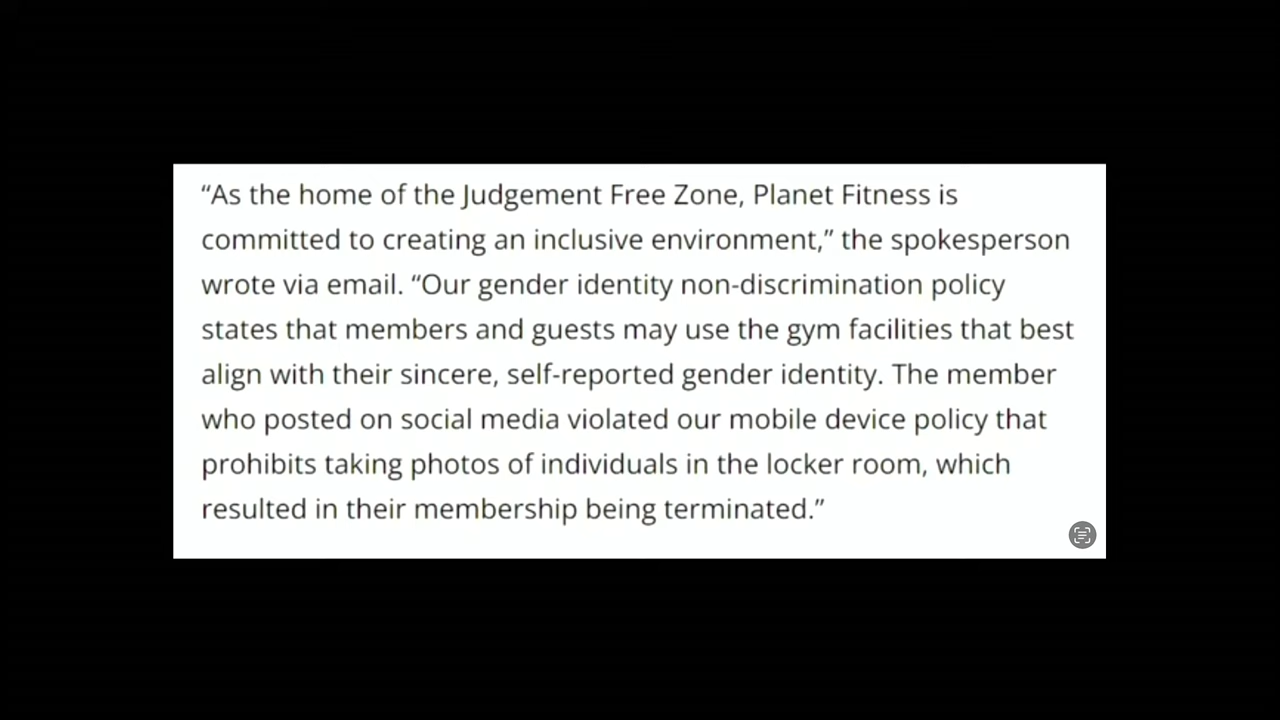 “As the home of the Judgement Free Zone, Planet Fitness is
committed to creating an inclusive environment,” the spokesperson
wrote via email. “Our gender identity non-discrimination policy
states that members and guests may use the gym facilities that best
align with their sincere, self-reported gender identity. The member
who posted on social media violated our mobile device policy that
prohibits taking photos of individuals in the locker room, which
resulted in their membership being terminated.”